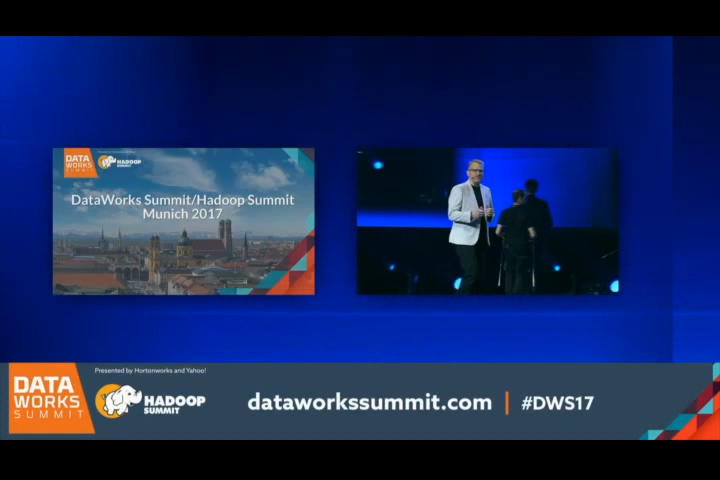 DATA
WORKS
SUMMIT
HADOOP
SUMMIT
DataWorks Summit/Hadoop Summit
Munich 2017
DATA
WORKS
SUMMIT
Presented by Hortonworks and Yahoo!
HADOOP
SUMMIT
dataworkssummit.com
#DWS17